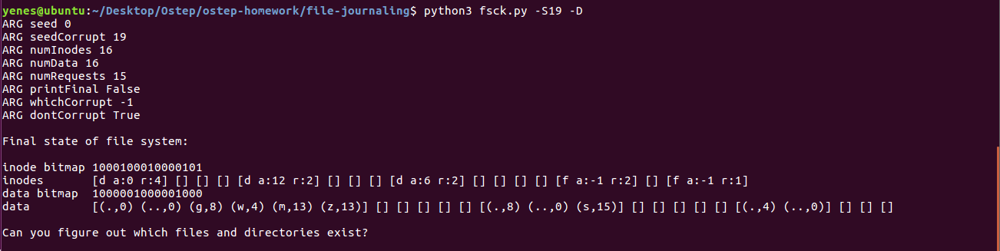 yenes@ubuntu:~/Desktop/Ostep/ostep-homework/file-journaling$ python3 fsck.py -S19 -D
ARG seed 0
ARG seedCorrupt 19
ARG numInodes 16
ARG numData 16
ARG numRequests 15
ARG printFinal False
ARG whichCorrupt -1
ARG dontCorrupt True
Final state of file system:
inode bitmap 1000100010000101
inodes       [d a:0 r:4] [] [] [] [d a:12 r:2] [] [] [] [d a:6 r:2] [] [] [] [] [f a:-1 r:2] [] [f a:-1 r:1]
data bitmap  1000001000001000
data         [(.,0) (..,0) (g,8) (w,4) (m,13) (z,13)] [] [] [] [] [] [(.,8) (..,0) (s,15)] [] [] [] [] [] [(.,4) (..,0)] [] [] []
Can you figure out which files and directories exist?